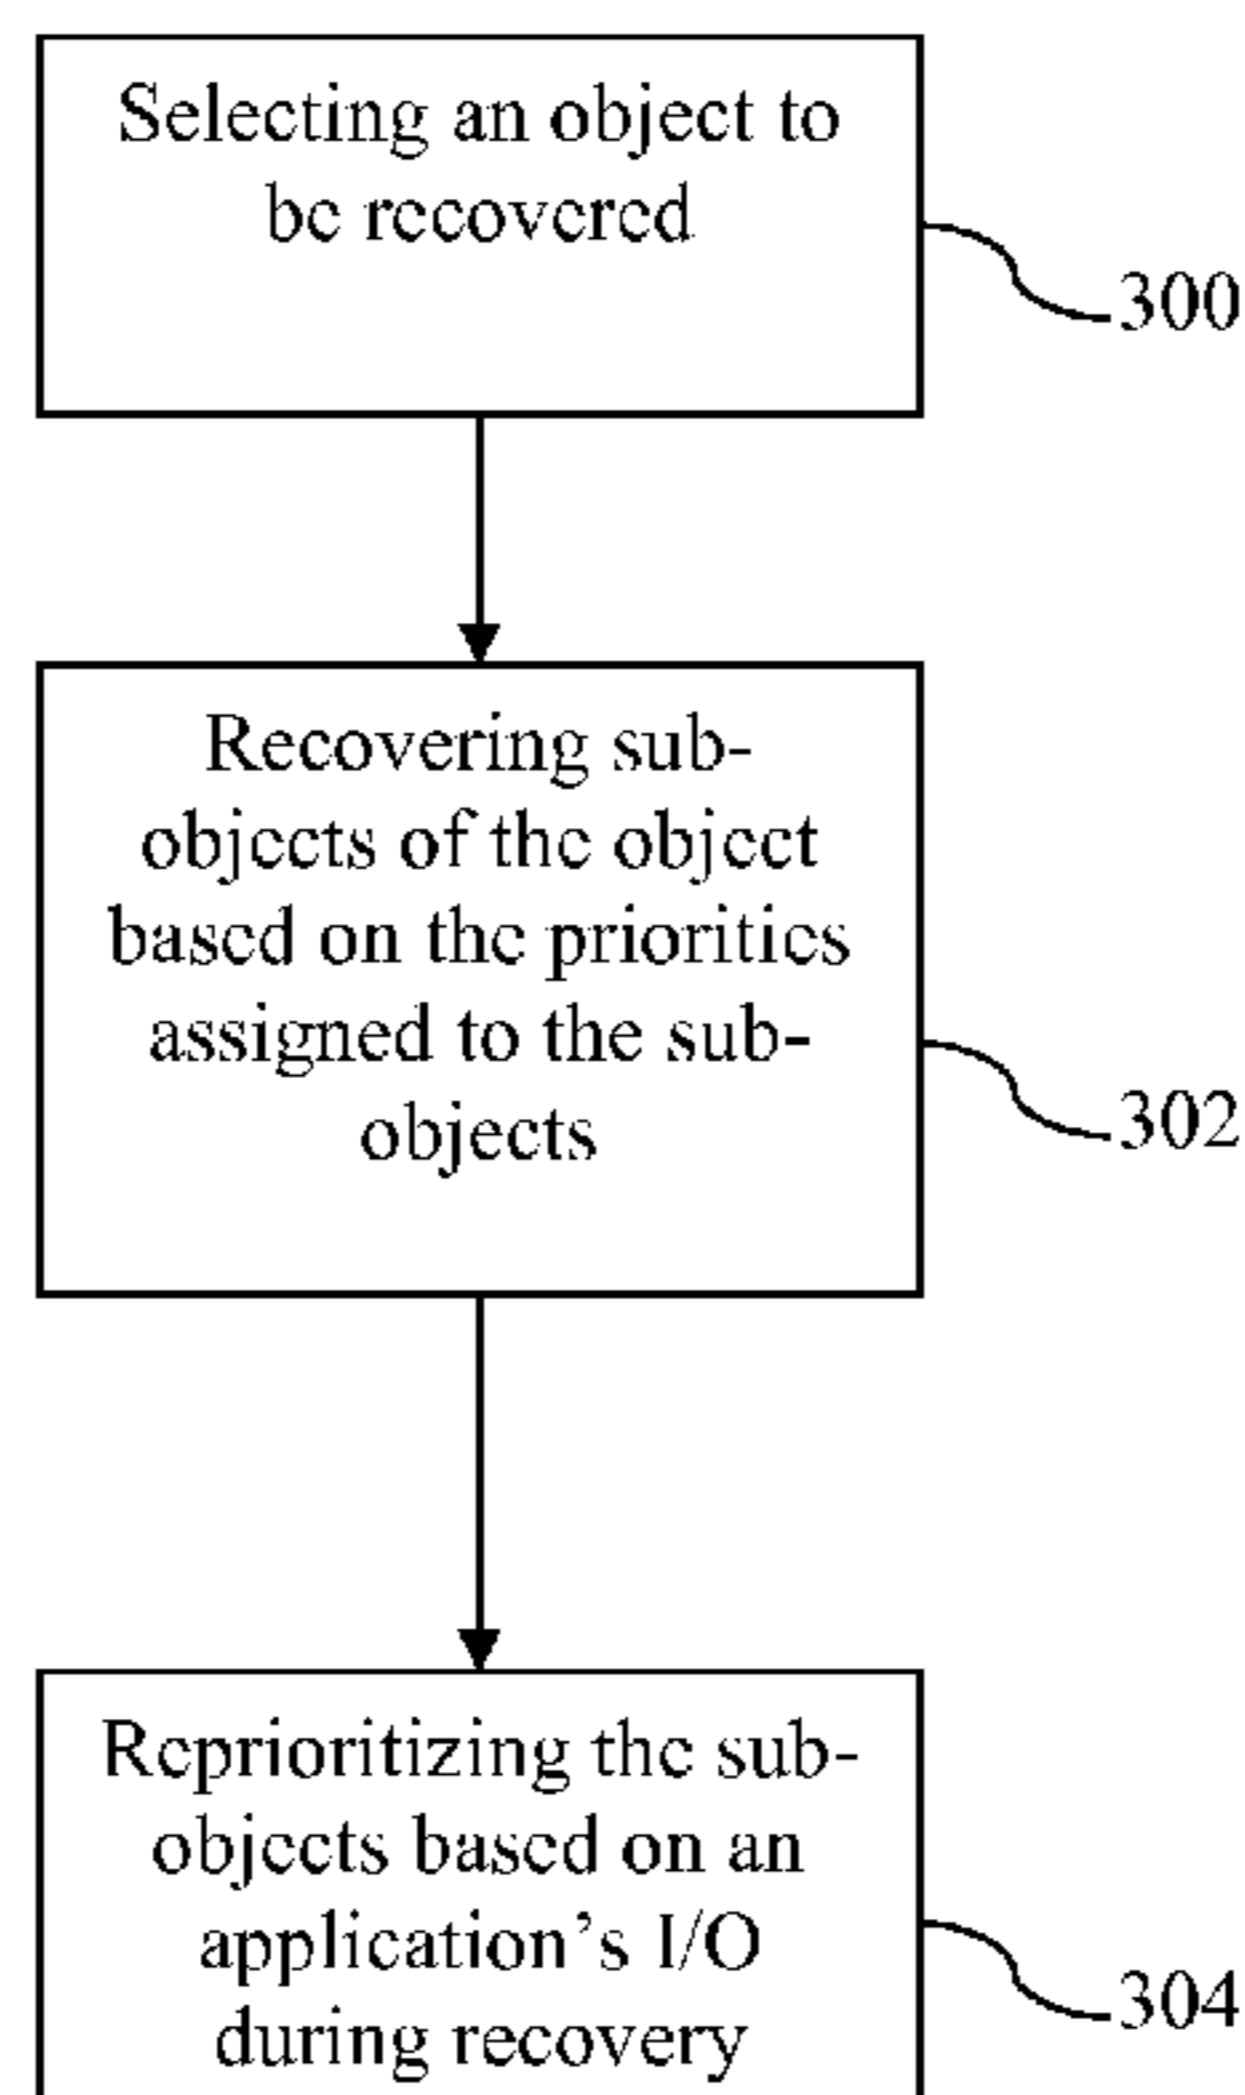 Selecting an object to
be recovered
300
Recovering sub-
objects of the object
based on the priorities
assigned to the sub-
objects
302
Reprioritizing the sub-
objects based on an
application’s I/O
during recovery
304